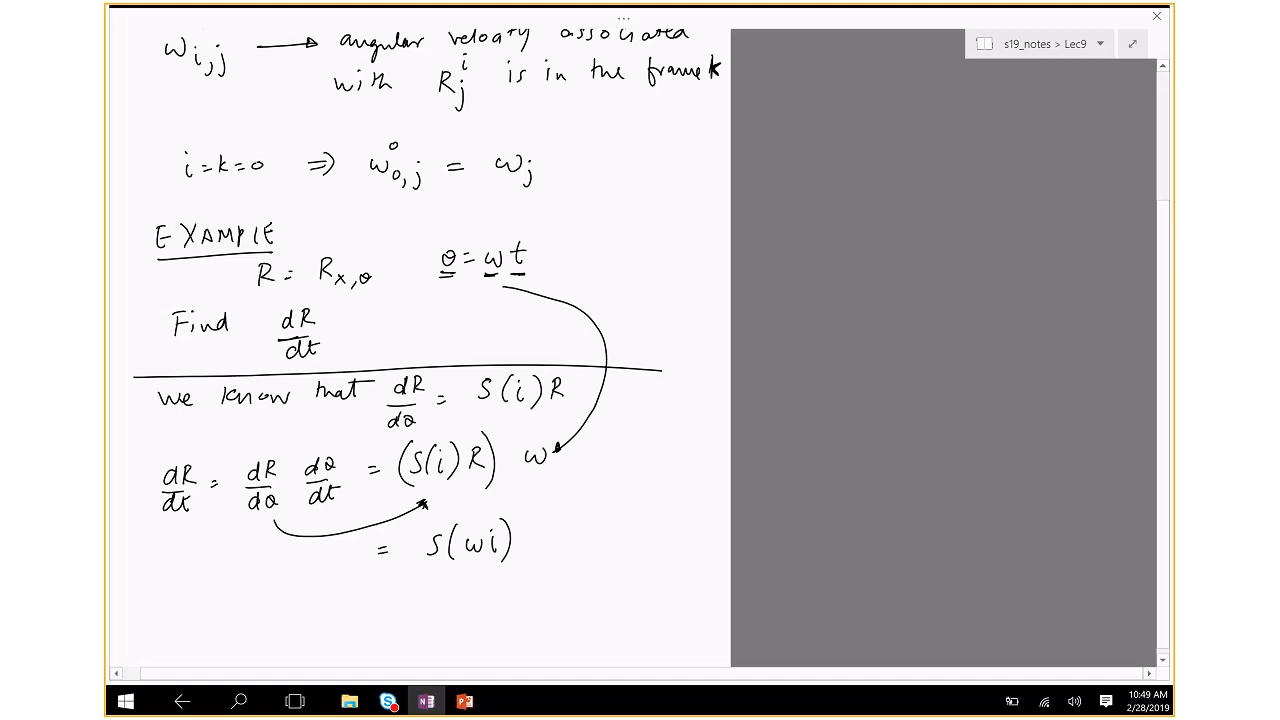 ...
s19_notes > Lec9
ω_{i,j} → angular velocity associated
with R_j^i is in the frame k
i=k=0 ⇒ ω_{0,j}^0 = ω_j
EXAMPLE
R = R_{x,θ} θ = ω t
Find dR/dt
we know that dR/dθ = S(i) R
dR/dt = dR/dθ dθ/dt = (S(i) R) ω
= S(ωi)
10:49 AM
2/28/2019